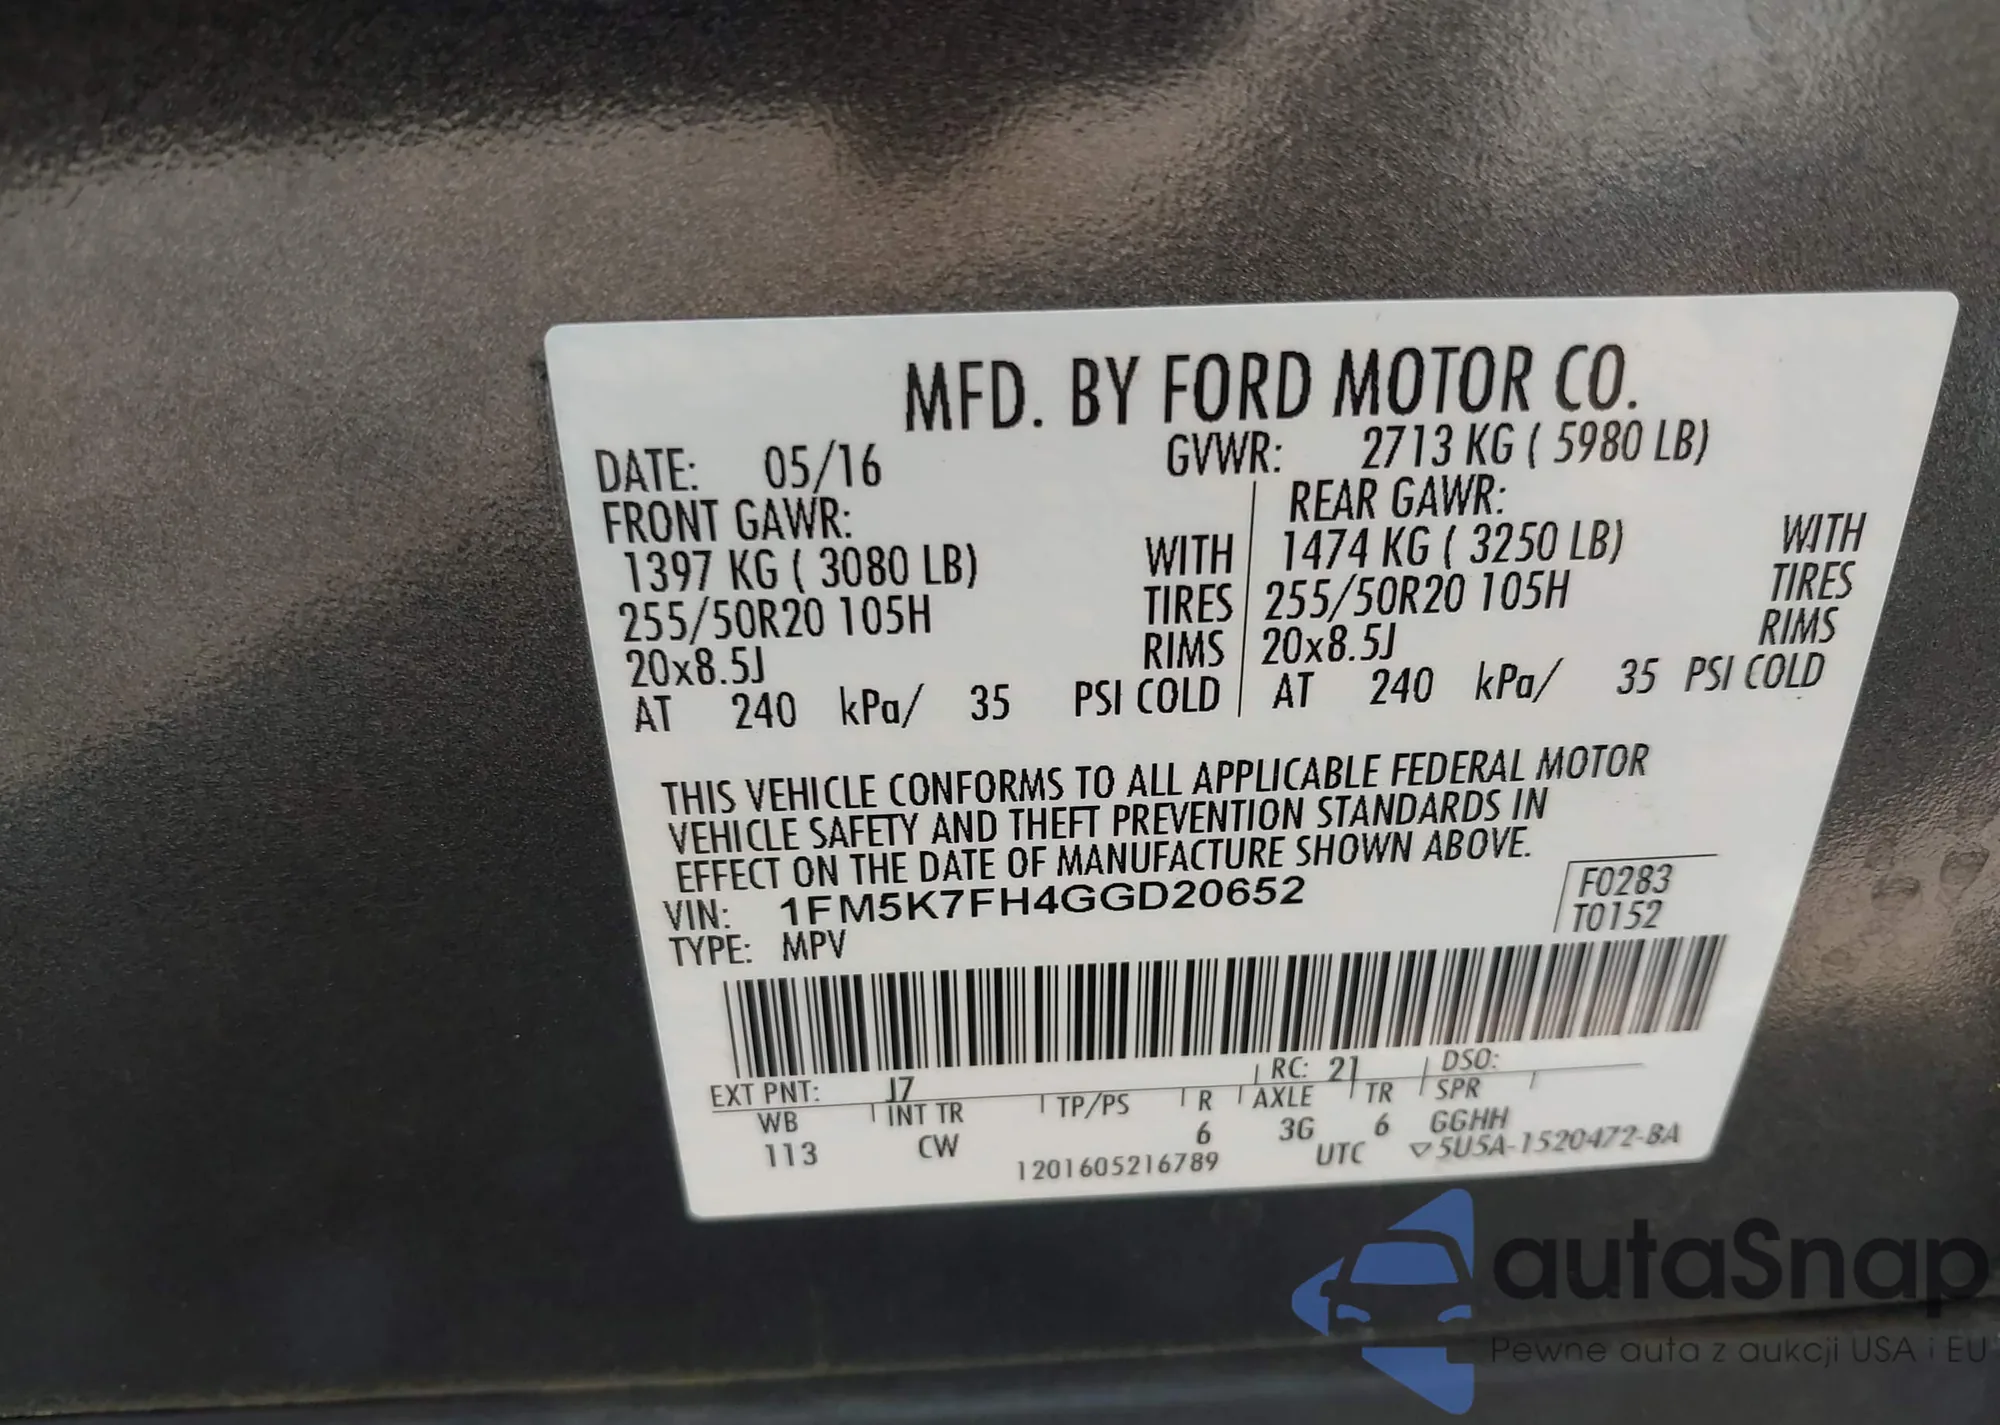 MFD. BY FORD MOTOR CO.
DATE: 05/16 GVWR: 2713 KG ( 5980 LB)
FRONT GAWR: REAR GAWR:
1397 KG ( 3080 LB) WITH 1474 KG ( 3250 LB) WITH
255/50R20 105H TIRES 255/50R20 105H TIRES
20x8.5J RIMS 20x8.5J RIMS
AT 240 kPa/ 35 PSI COLD AT 240 kPa/ 35 PSI COLD
THIS VEHICLE CONFORMS TO ALL APPLICABLE FEDERAL MOTOR
VEHICLE SAFETY AND THEFT PREVENTION STANDARDS IN
EFFECT ON THE DATE OF MANUFACTURE SHOWN ABOVE.
VIN: 1FM5K7FH4GGD20652 F0283
TYPE: MPV T0152
EXT PNT: J7 RC: 21 DSO:
WB INT TR TP/PS R AXLE TR SPR
113 CW 6 3G 6 GGHH
1201605216789 UTC ▽5U5A-1520472-BA
autaSnap
Pewne auta z aukcji USA i EU